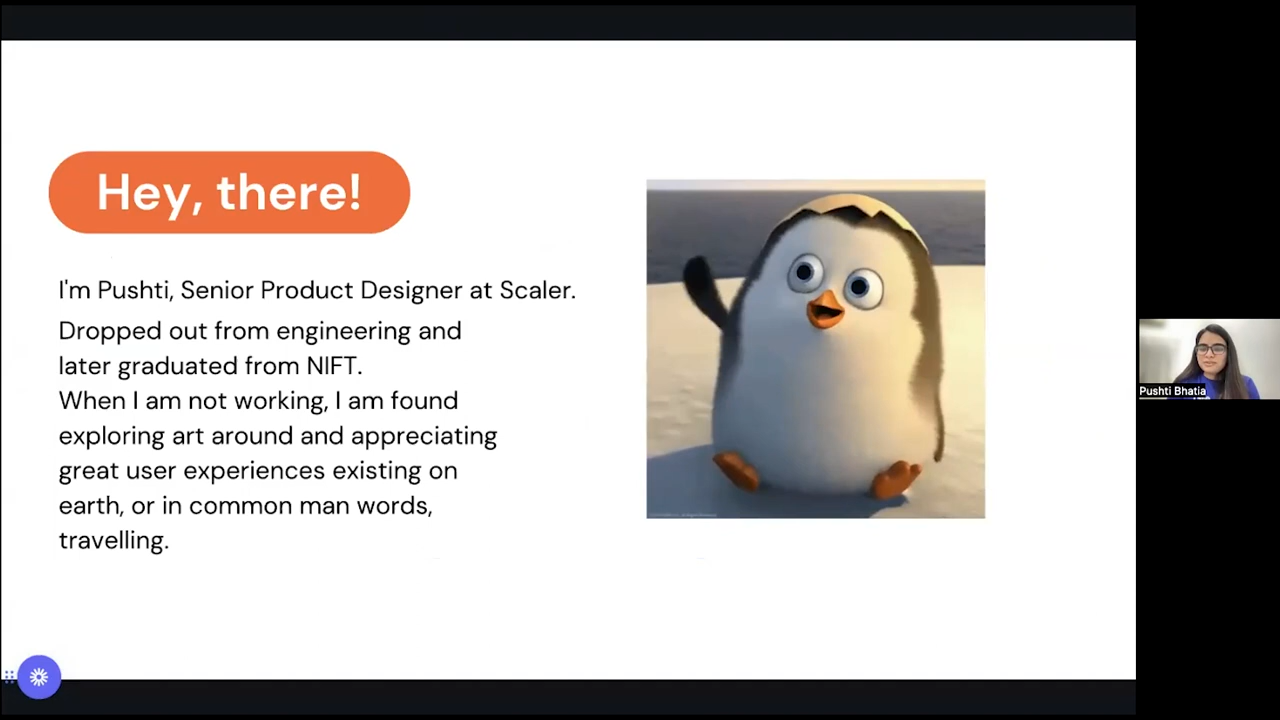 Hey, there!
I'm Pushti, Senior Product Designer at Scaler.
Dropped out from engineering and
later graduated from NIFT.
When I am not working, I am found
exploring art around and appreciating
great user experiences existing on
earth, or in common man words,
travelling.
Pushti Bhatia